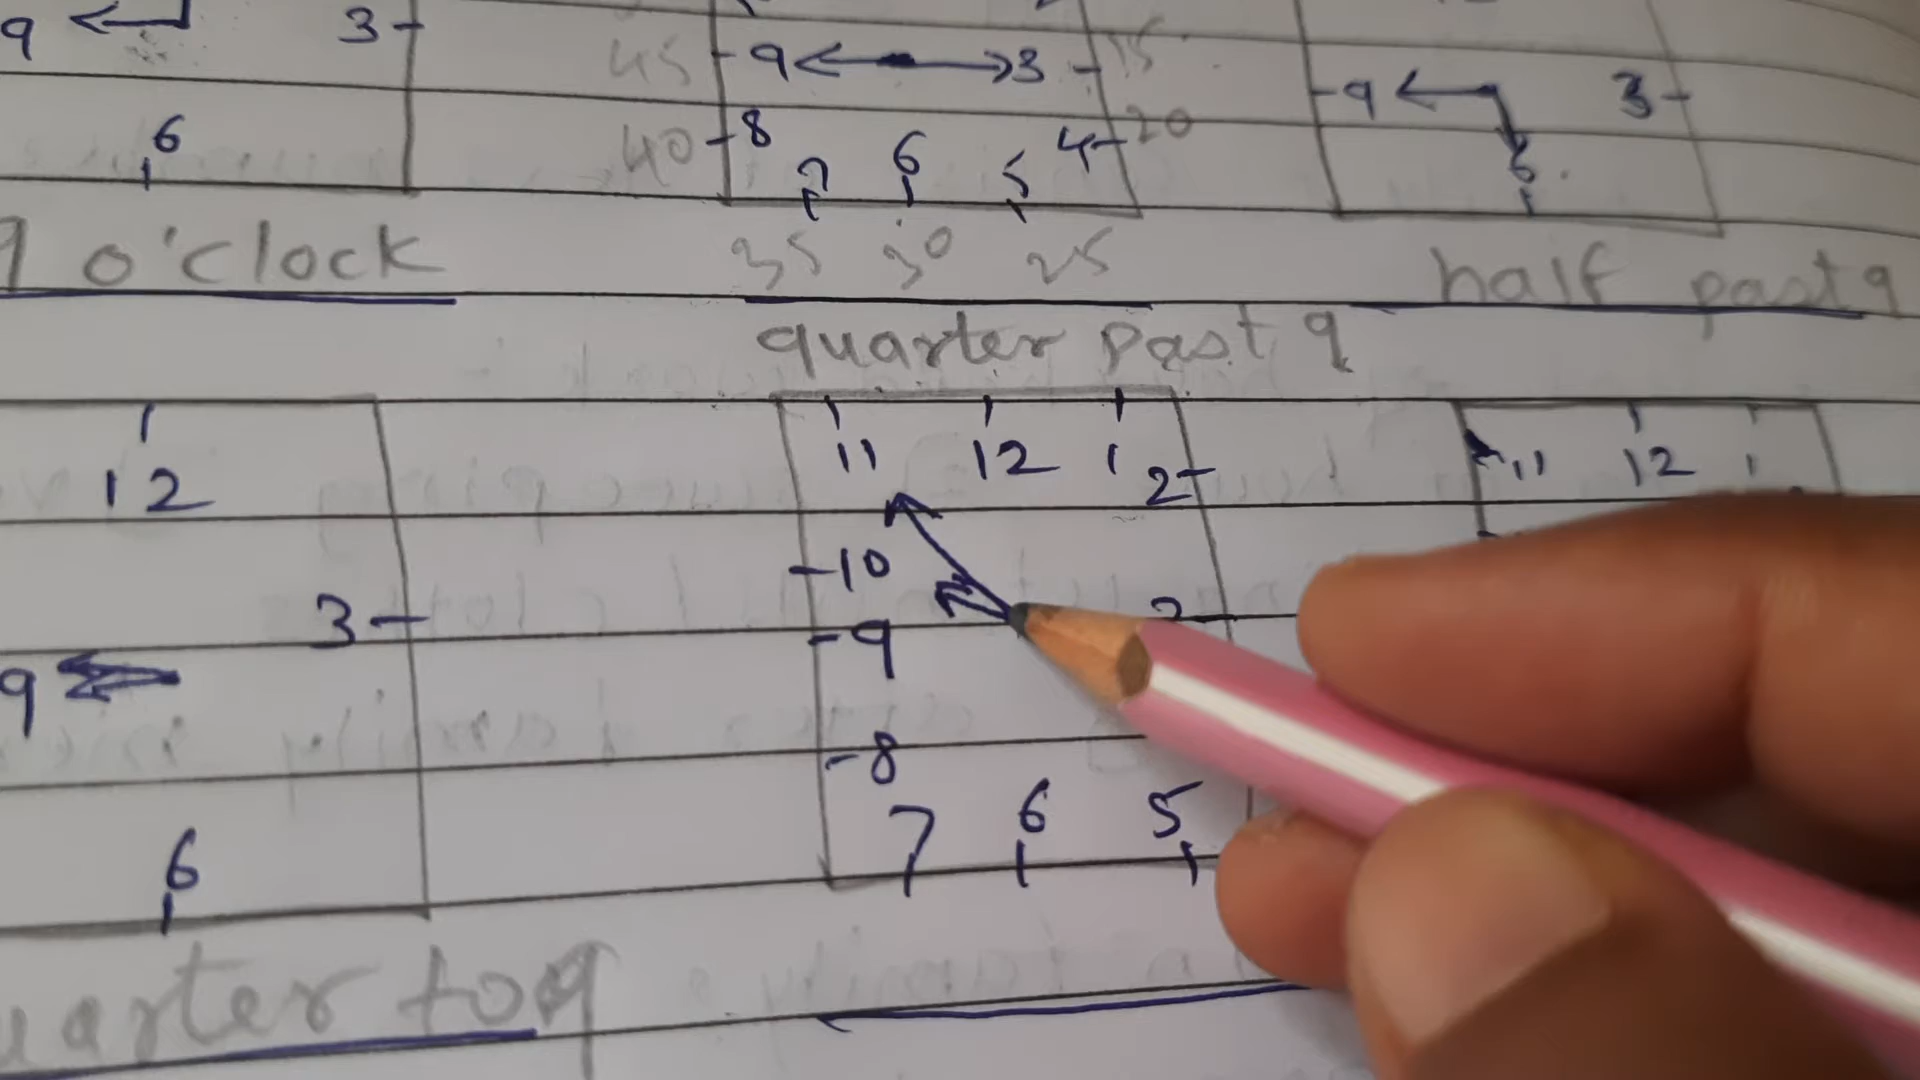 9 3
45 9 3 15
9 3
6
40 8 7 6 5 4 20
6
35 30 25
9 o'clock
half past 9
quarter past 9
12
11 12 1 2
11 12 1
10
3
9
9
8
7 6 5
6
quarter to 9